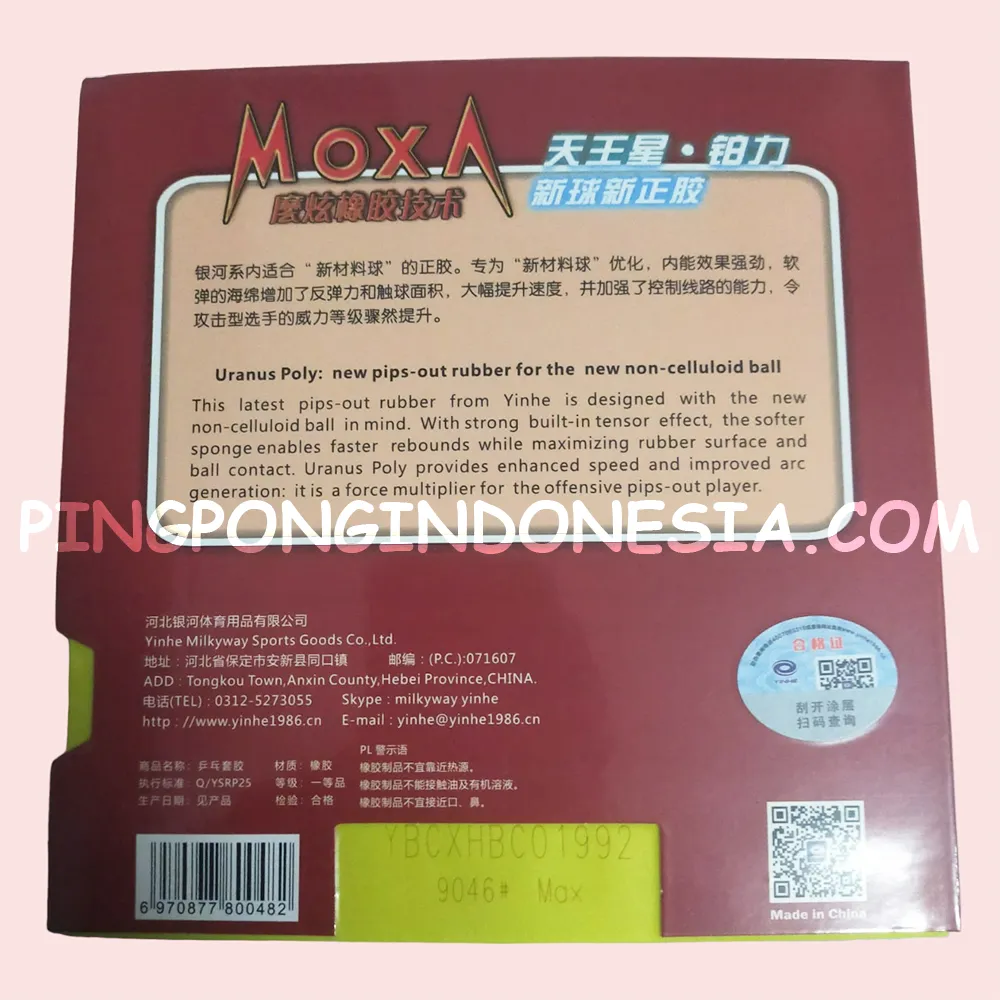 MOXA
魔炫橡胶技术
天王星·铂力
新球新正胶
银河系内适合“新材料球”的正胶。专为“新材料球”优化，内能效果强劲，软
弹的海绵增加了反弹力和触球面积，大幅提升速度，并加强了控制线路的能力，令
攻击型选手的威力等级骤然提升。
Uranus Poly: new pips-out rubber for the new non-celluloid ball
This latest pips-out rubber from Yinhe is designed with the new
non-celluloid ball in mind. With strong built-in tensor effect, the softer
sponge enables faster rebounds while maximizing rubber surface and
ball contact. Uranus Poly provides enhanced speed and improved arc
generation: it is a force multiplier for the offensive pips-out player.
PINGPONGINDONESIA.COM
河北银河体育用品有限公司
Yinhe Milkyway Sports Goods Co.,Ltd.
地址：河北省保定市安新县同口镇 邮编：(P.C.):071607
ADD：Tongkou Town,Anxin County,Hebei Province,CHINA.
电话(TEL)：0312-5273055 Skype：milkyway yinhe
http：//www.yinhe1986.cn E-mail：yinhe@yinhe1986.cn
合格证
YINHE
刮开涂层
扫码查询
商品名称：乒乓套胶 材质：橡胶
执行标准：Q/YSRP25 等级：一等品
生产日期：见产品 检验：合格
PL 警示语
橡胶制品不宜靠近热源。
橡胶制品不能接触油及有机溶液。
橡胶制品不宜接近口、鼻。
6 970877 800482
YBCXHBC01992
9046# Max
Made in China